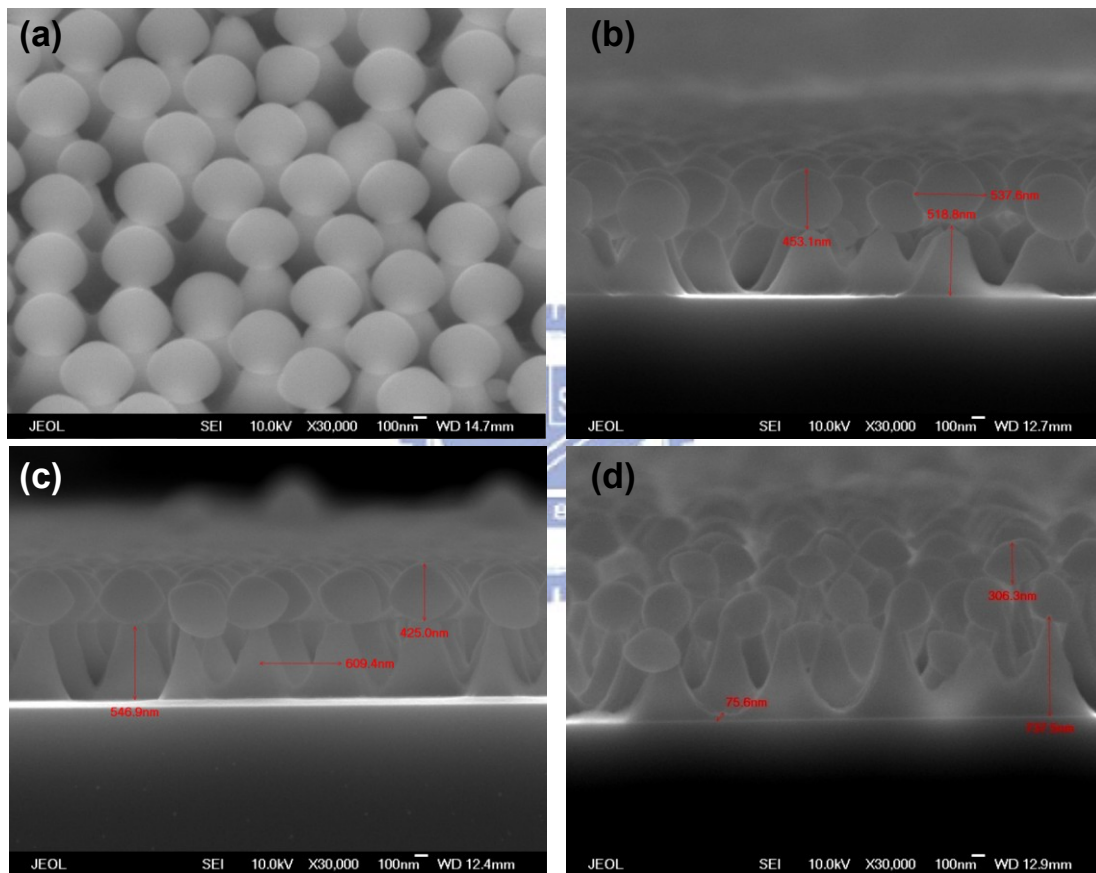 (a)
JEOL SEI 10.0kV X30,000 100nm WD 14.7mm
(b)
537.8nm
518.8nm
453.1nm
JEOL SEI 10.0kV X30,000 100nm WD 12.7mm
(c)
425.0nm
609.4nm
546.9nm
JEOL SEI 10.0kV X30,000 100nm WD 12.4mm
(d)
306.3nm
75.6nm
JEOL SEI 10.0kV X30,000 100nm WD 12.9mm